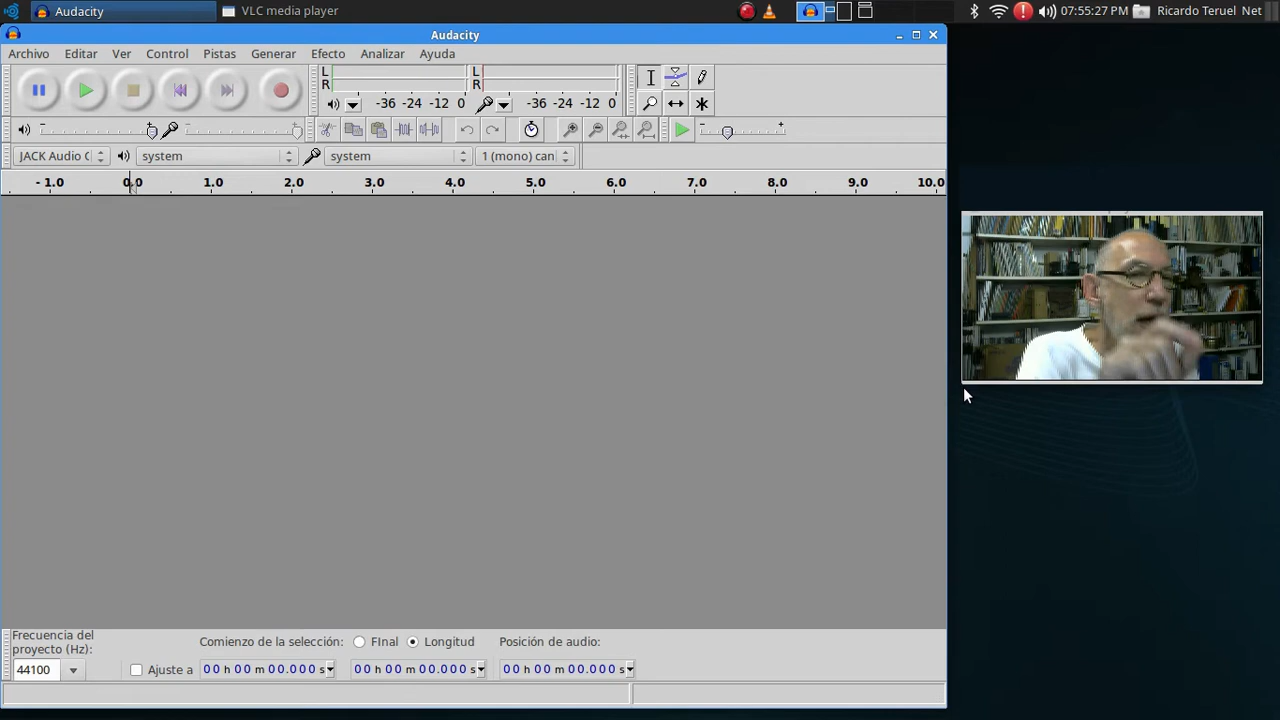 Audacity
VLC media player
07:55:27 PM
Ricardo Teruel Net
Audacity
Archivo Editar Ver Control Pistas Generar Efecto Analizar Ayuda
L
R
L
R
-36 -24 -12 0
-36 -24 -12 0
- + - +
- +
JACK Audio C
system
system
1 (mono) can
- 1.0 0.0 1.0 2.0 3.0 4.0 5.0 6.0 7.0 8.0 9.0 10.0
Frecuencia del
proyecto (Hz):
Comienzo de la selección: FInal Longitud Posición de audio:
44100
Ajuste a
00 h 00 m 00.000 s
00 h 00 m 00.000 s
00 h 00 m 00.000 s